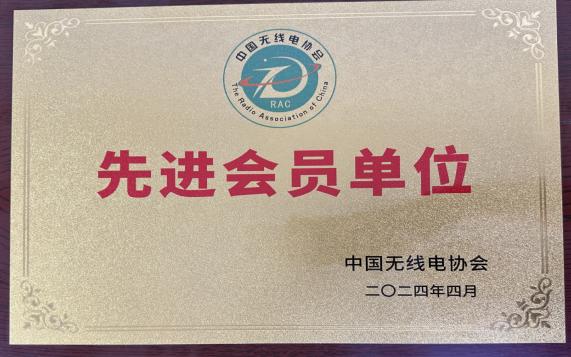 中国无线电协会
The Radio Association of China
RAC
先进会员单位
中国无线电协会
二〇二四年四月